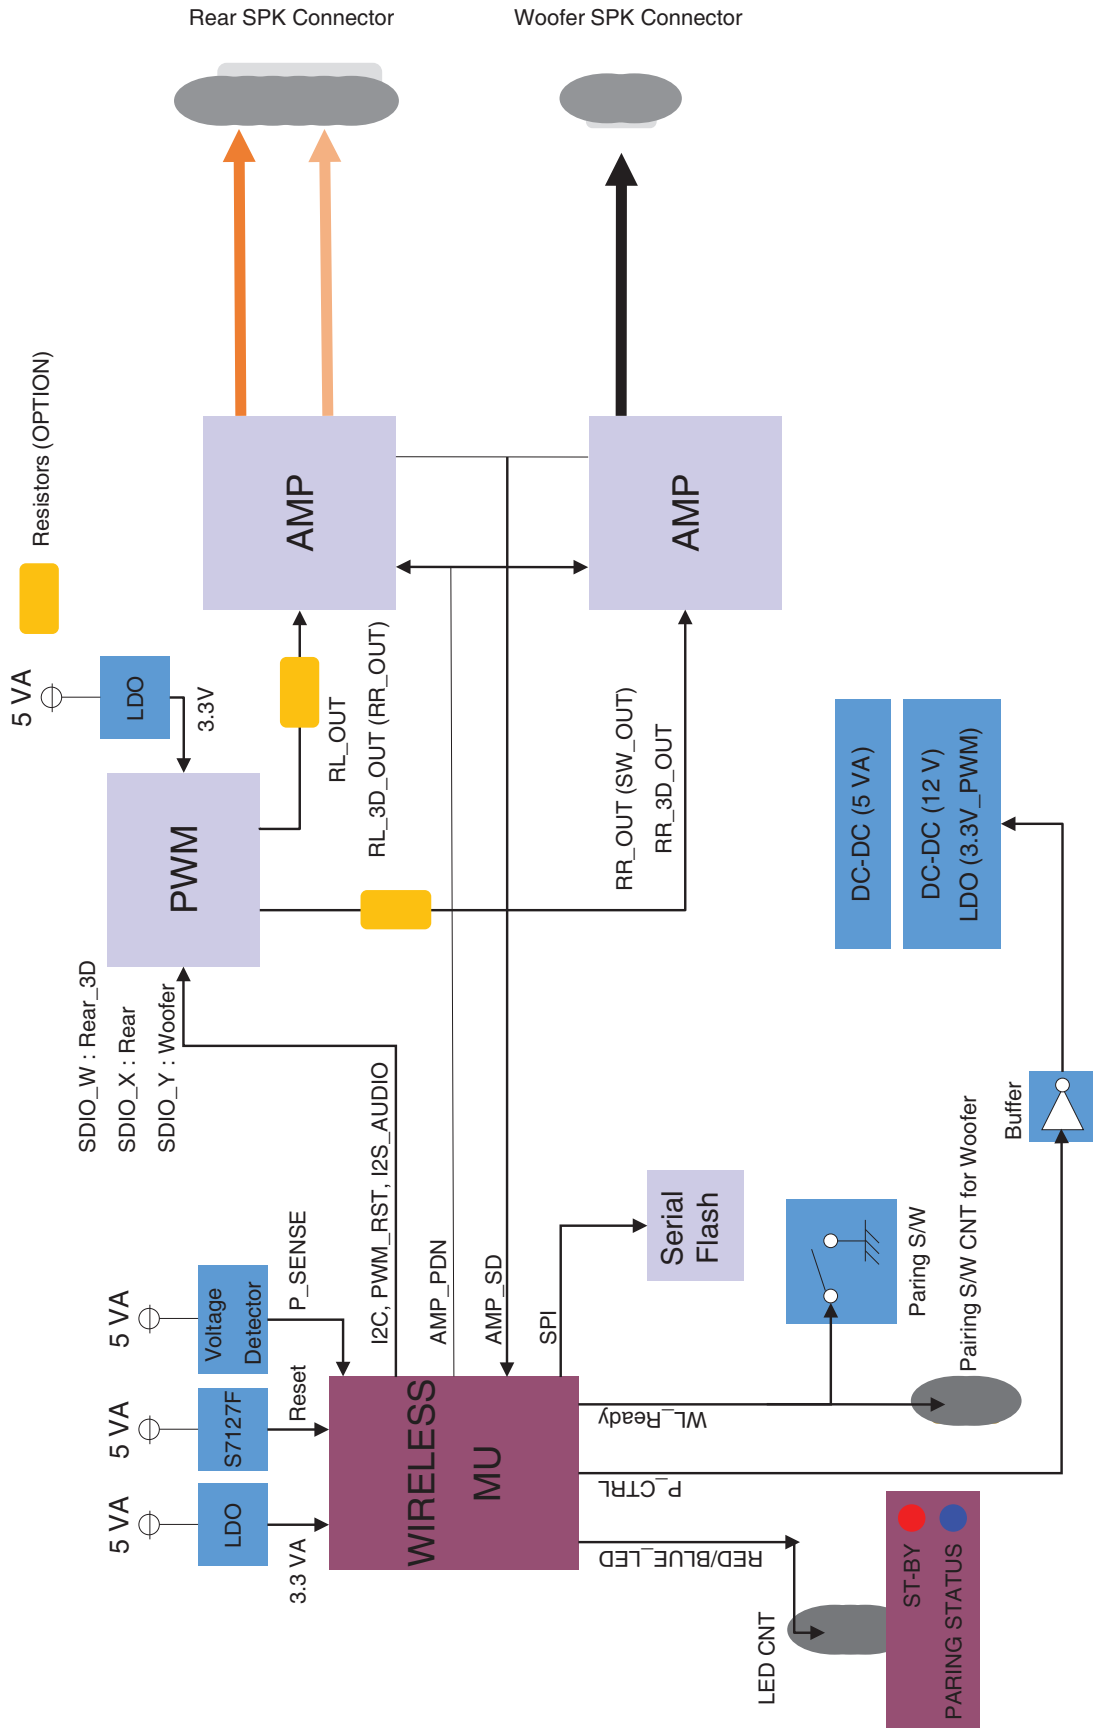 Rear SPK Connector
Woofer SPK Connector
Resistors (OPTION)
5 VA
LDO
3.3V
AMP
AMP
PWM
RL_OUT
RL_3D_OUT (RR_OUT)
RR_OUT (SW_OUT)
RR_3D_OUT
SDIO_W : Rear_3D
SDIO_X : Rear
SDIO_Y : Woofer
DC-DC (5 VA)
DC-DC (12 V)
LDO (3.3V_PWM)
5 VA
Voltage
Detector
P_SENSE
5 VA
S7127F
Reset
5 VA
LDO
3.3 VA
I2C, PWM_RST, I2S_AUDIO
AMP_PDN
AMP_SD
SPI
Serial
Flash
WIRELESS
MU
WL_Ready
P_CTRL
RED/BLUE_LED
Paring S/W
Pairing S/W CNT for Woofer
Buffer
LED CNT
ST-BY
PARING STATUS